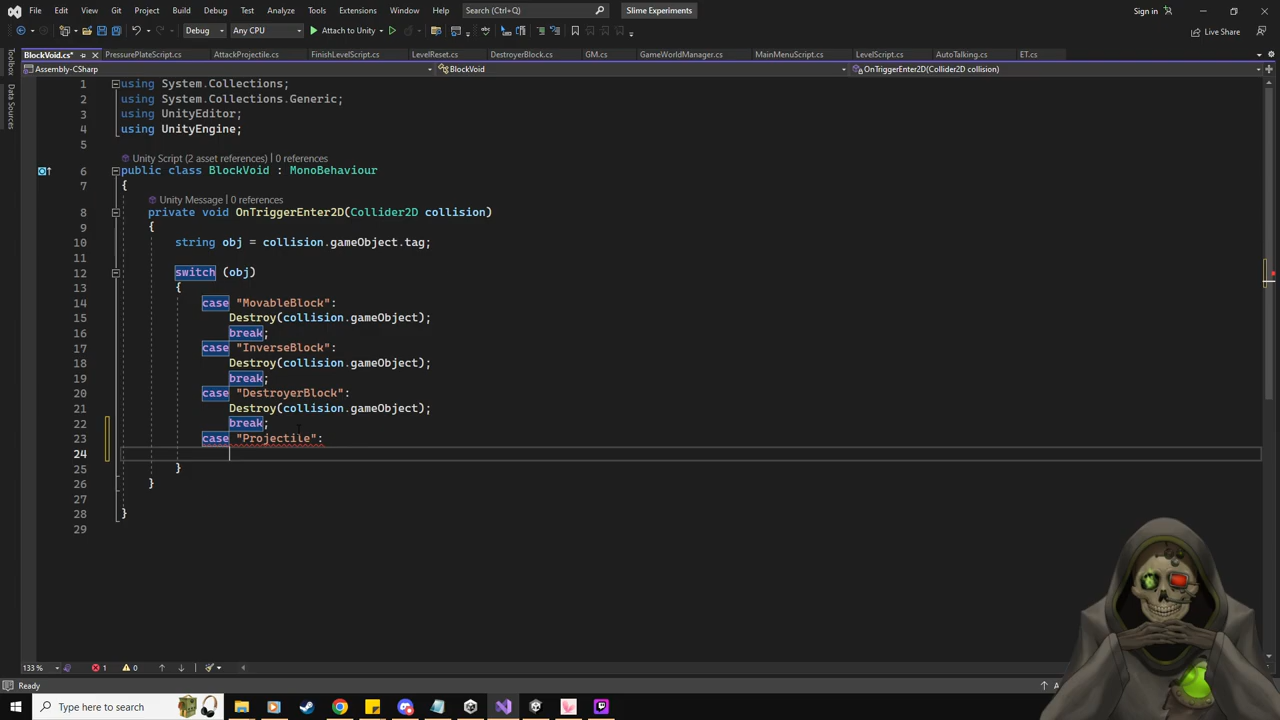 File Edit View Git Project Build Debug Test Analyze Tools Extensions Window Help Search (Ctrl+Q) Slime Experiments Sign in
Debug Any CPU Attach to Unity Live Share
BlockVoid.cs* PressurePlateScript.cs AttackProjectile.cs FinishLevelScript.cs LevelReset.cs DestroyerBlock.cs GM.cs GameWorldManager.cs MainMenuScript.cs LevelScript.cs AutoTalking.cs ET.cs
Toolbox
Data Sources
Assembly-CSharp BlockVoid OnTriggerEnter2D(Collider2D collision)
1 using System.Collections;
2 using System.Collections.Generic;
3 using UnityEditor;
4 using UnityEngine;
5
Unity Script (2 asset references) | 0 references
6 public class BlockVoid : MonoBehaviour
7 {
Unity Message | 0 references
8 private void OnTriggerEnter2D(Collider2D collision)
9 {
10 string obj = collision.gameObject.tag;
11
12 switch (obj)
13 {
14 case "MovableBlock":
15 Destroy(collision.gameObject);
16 break;
17 case "InverseBlock":
18 Destroy(collision.gameObject);
19 break;
20 case "DestroyerBlock":
21 Destroy(collision.gameObject);
22 break;
23 case "Projectile":
24
25 }
26 }
27
28 }
29
133 % 1 0
Ready
Type here to search